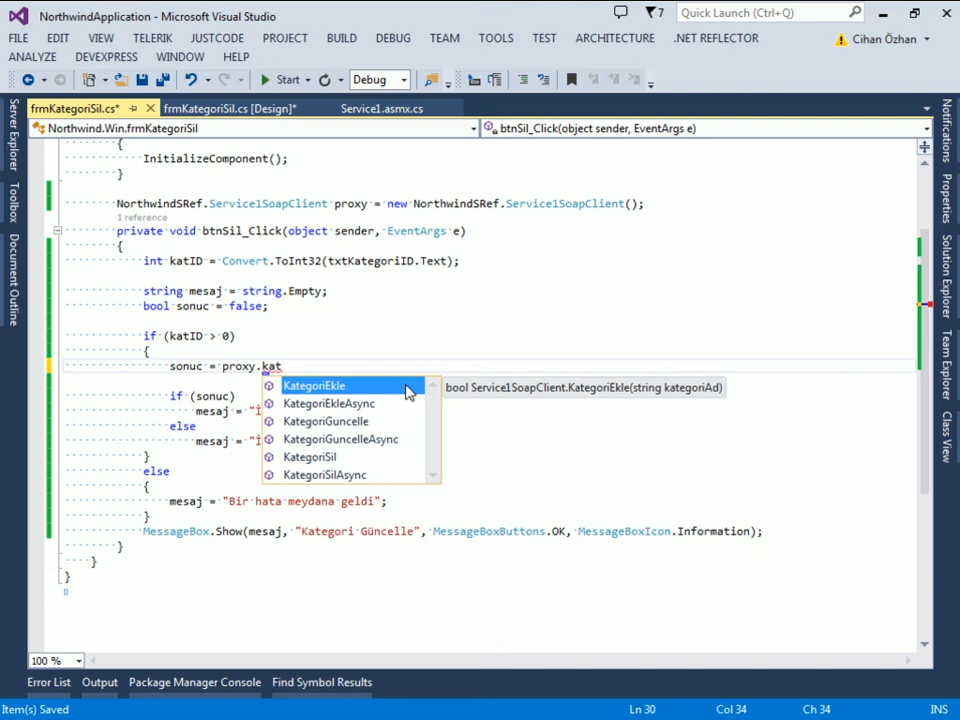 NorthwindApplication - Microsoft Visual Studio
7
Quick Launch (Ctrl+Q)
FILE EDIT VIEW TELERIK JUSTCODE PROJECT BUILD DEBUG TEAM TOOLS TEST ARCHITECTURE .NET REFLECTOR
Cihan Özhan
ANALYZE DEVEXPRESS WINDOW HELP
Start
Debug
frmKategoriSil.cs* frmKategoriSil.cs [Design]* Service1.asmx.cs
Northwind.Win.frmKategoriSil
btnSil_Click(object sender, EventArgs e)
Server Explorer
Toolbox
Document Outline
{
InitializeComponent();
}
NorthwindSRef.Service1SoapClient proxy = new NorthwindSRef.Service1SoapClient();
1 reference
private void btnSil_Click(object sender, EventArgs e)
{
int katID = Convert.ToInt32(txtKategoriID.Text);
string mesaj = string.Empty;
bool sonuc = false;
if (katID > 0)
{
sonuc = proxy.kat
KategoriEkle
KategoriEkleAsync
KategoriGuncelle
KategoriGuncelleAsync
KategoriSil
KategoriSilAsync
bool Service1SoapClient.KategoriEkle(string kategoriAd)
if (sonuc)
mesaj = "İ
else
mesaj = "İ
}
else
{
mesaj = "Bir hata meydana geldi";
}
MessageBox.Show(mesaj, "Kategori Güncelle", MessageBoxButtons.OK, MessageBoxIcon.Information);
}
}
}
Notifications
Properties
Solution Explorer
Team Explorer
Class View
100 %
Error List Output Package Manager Console Find Symbol Results
Item(s) Saved
Ln 30 Col 34 Ch 34 INS